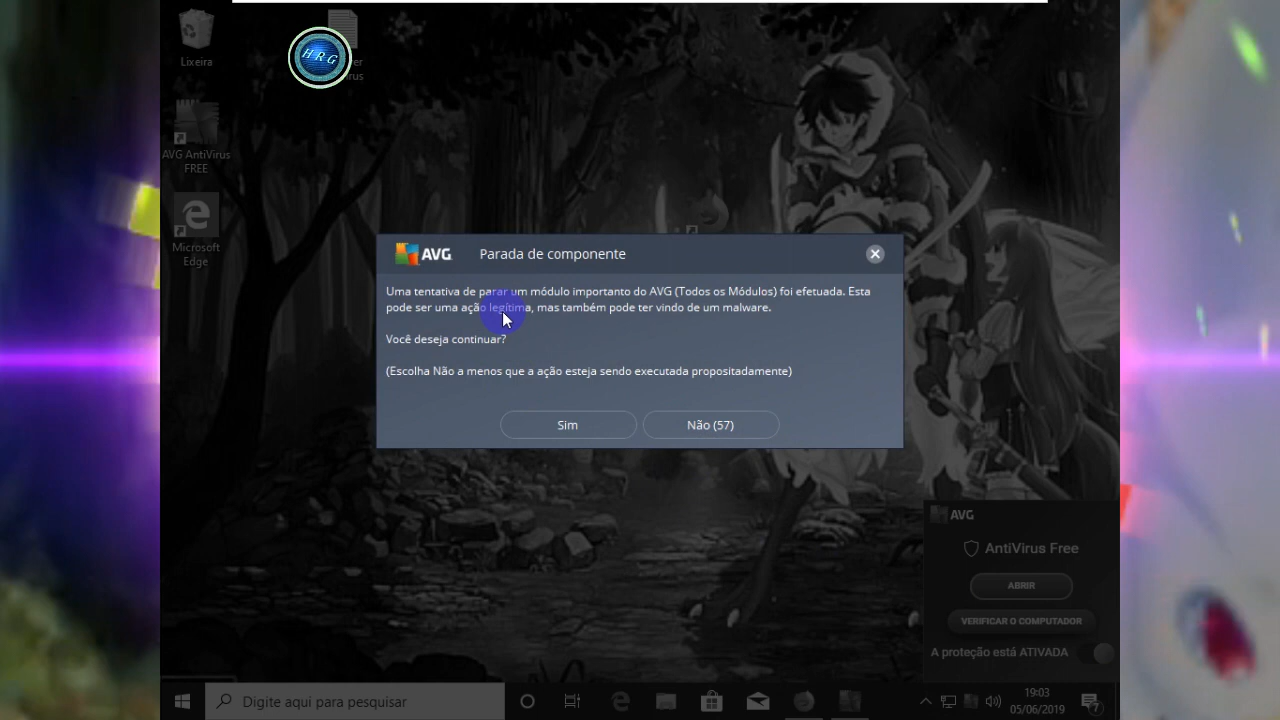 Lixeira
HRG
AVG AntiVirus
FREE
Microsoft
Edge
AVG
Parada de componente
Uma tentativa de parar um módulo importanto do AVG (Todos os Módulos) foi efetuada. Esta
pode ser uma ação legítima, mas também pode ter vindo de um malware.
Você deseja continuar?
(Escolha Não a menos que a ação esteja sendo executada propositadamente)
Sim
Não (57)
AVG
AntiVirus Free
ABRIR
VERIFICAR O COMPUTADOR
A proteção está ATIVADA
Digite aqui para pesquisar
19:03
05/06/2019
7